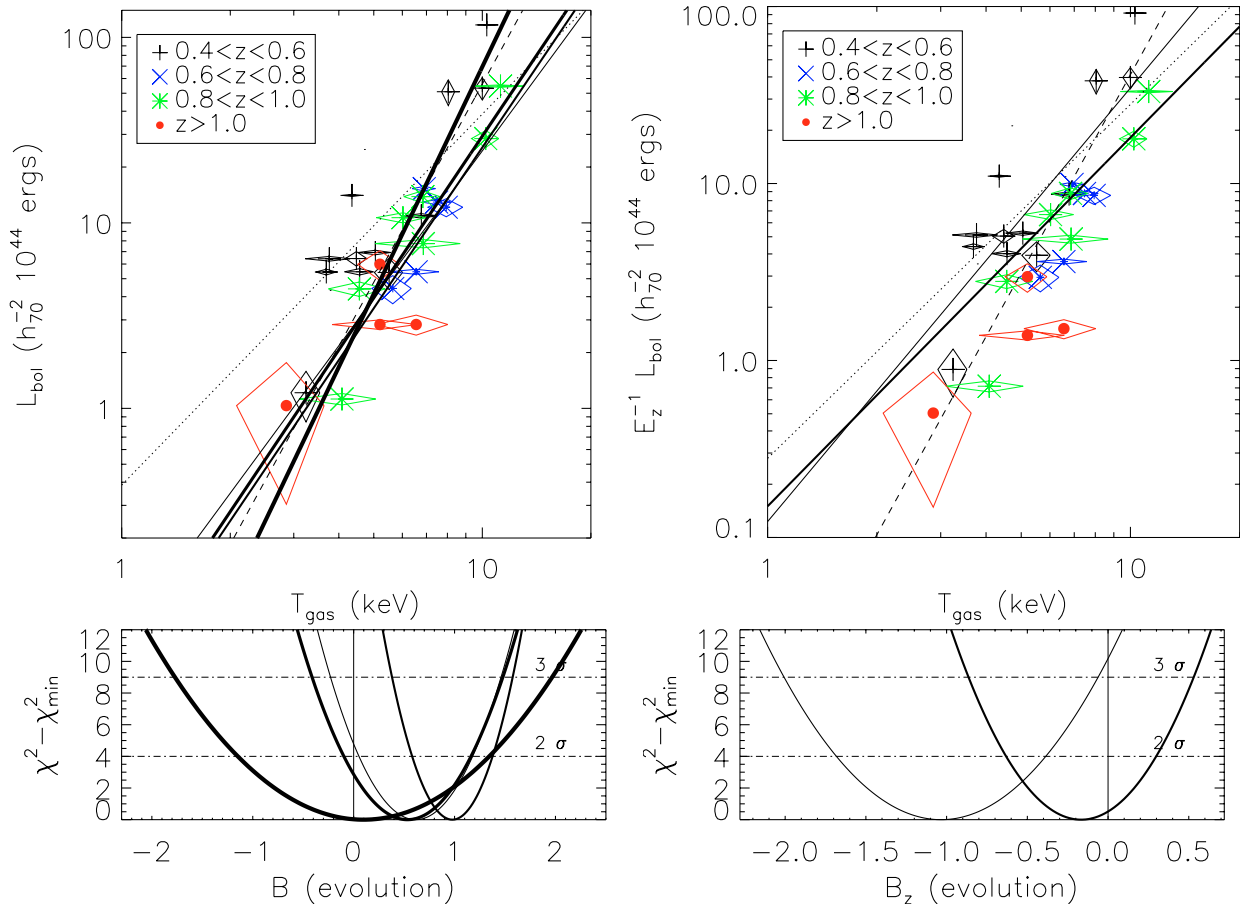 100
10
1
L_bol (h_70^-2 10^44 ergs)
0.4<z<0.6
0.6<z<0.8
0.8<z<1.0
z>1.0
1
10
T_gas (keV)
100.0
10.0
1.0
0.1
E_z^-1 L_bol (h_70^-2 10^44 ergs)
0.4<z<0.6
0.6<z<0.8
0.8<z<1.0
z>1.0
1
10
T_gas (keV)
12
10
8
6
4
2
0
χ²−χ²_min
3 σ
2 σ
−2
−1
0
1
2
B (evolution)
12
10
8
6
4
2
0
χ²−χ²_min
3 σ
2 σ
−2.0
−1.5
−1.0
−0.5
0.0
0.5
B_z (evolution)